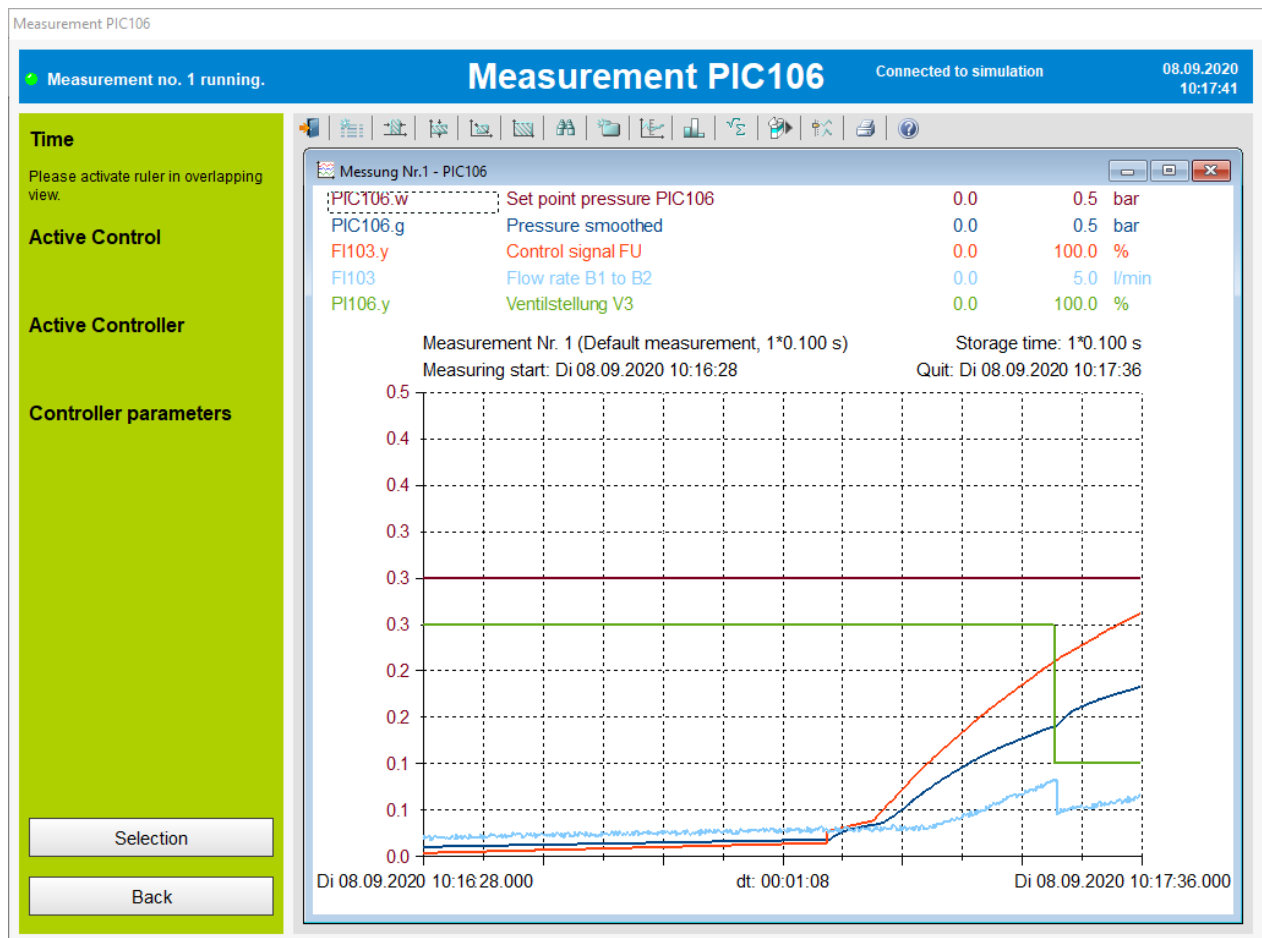 Measurement PIC106
Measurement no. 1 running.
Measurement PIC106
Connected to simulation
08.09.2020
10:17:41
Time
Please activate ruler in overlapping
view.
Active Control
Active Controller
Controller parameters
Selection
Back
Messung Nr.1 - PIC106
PIC106.w Set point pressure PIC106 0.0 0.5 bar
PIC106.g Pressure smoothed 0.0 0.5 bar
FI103.y Control signal FU 0.0 100.0 %
FI103 Flow rate B1 to B2 0.0 5.0 l/min
PI106.y Ventilstellung V3 0.0 100.0 %
Measurement Nr. 1 (Default measurement, 1*0.100 s) Storage time: 1*0.100 s
Measuring start: Di 08.09.2020 10:16:28 Quit: Di 08.09.2020 10:17:36
0.5
0.4
0.4
0.3
0.3
0.3
0.2
0.2
0.1
0.1
0.0
Di 08.09.2020 10:16:28.000 dt: 00:01:08 Di 08.09.2020 10:17:36.000